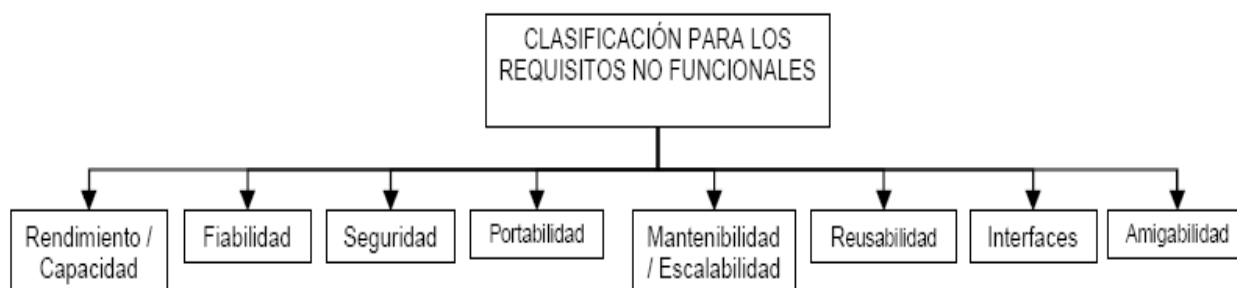 CLASIFICACIÓN PARA LOS
REQUISITOS NO FUNCIONALES
Rendimiento /
Capacidad
Fiabilidad
Seguridad
Portabilidad
Mantenibilidad
/ Escalabilidad
Reusabilidad
Interfaces
Amigabilidad